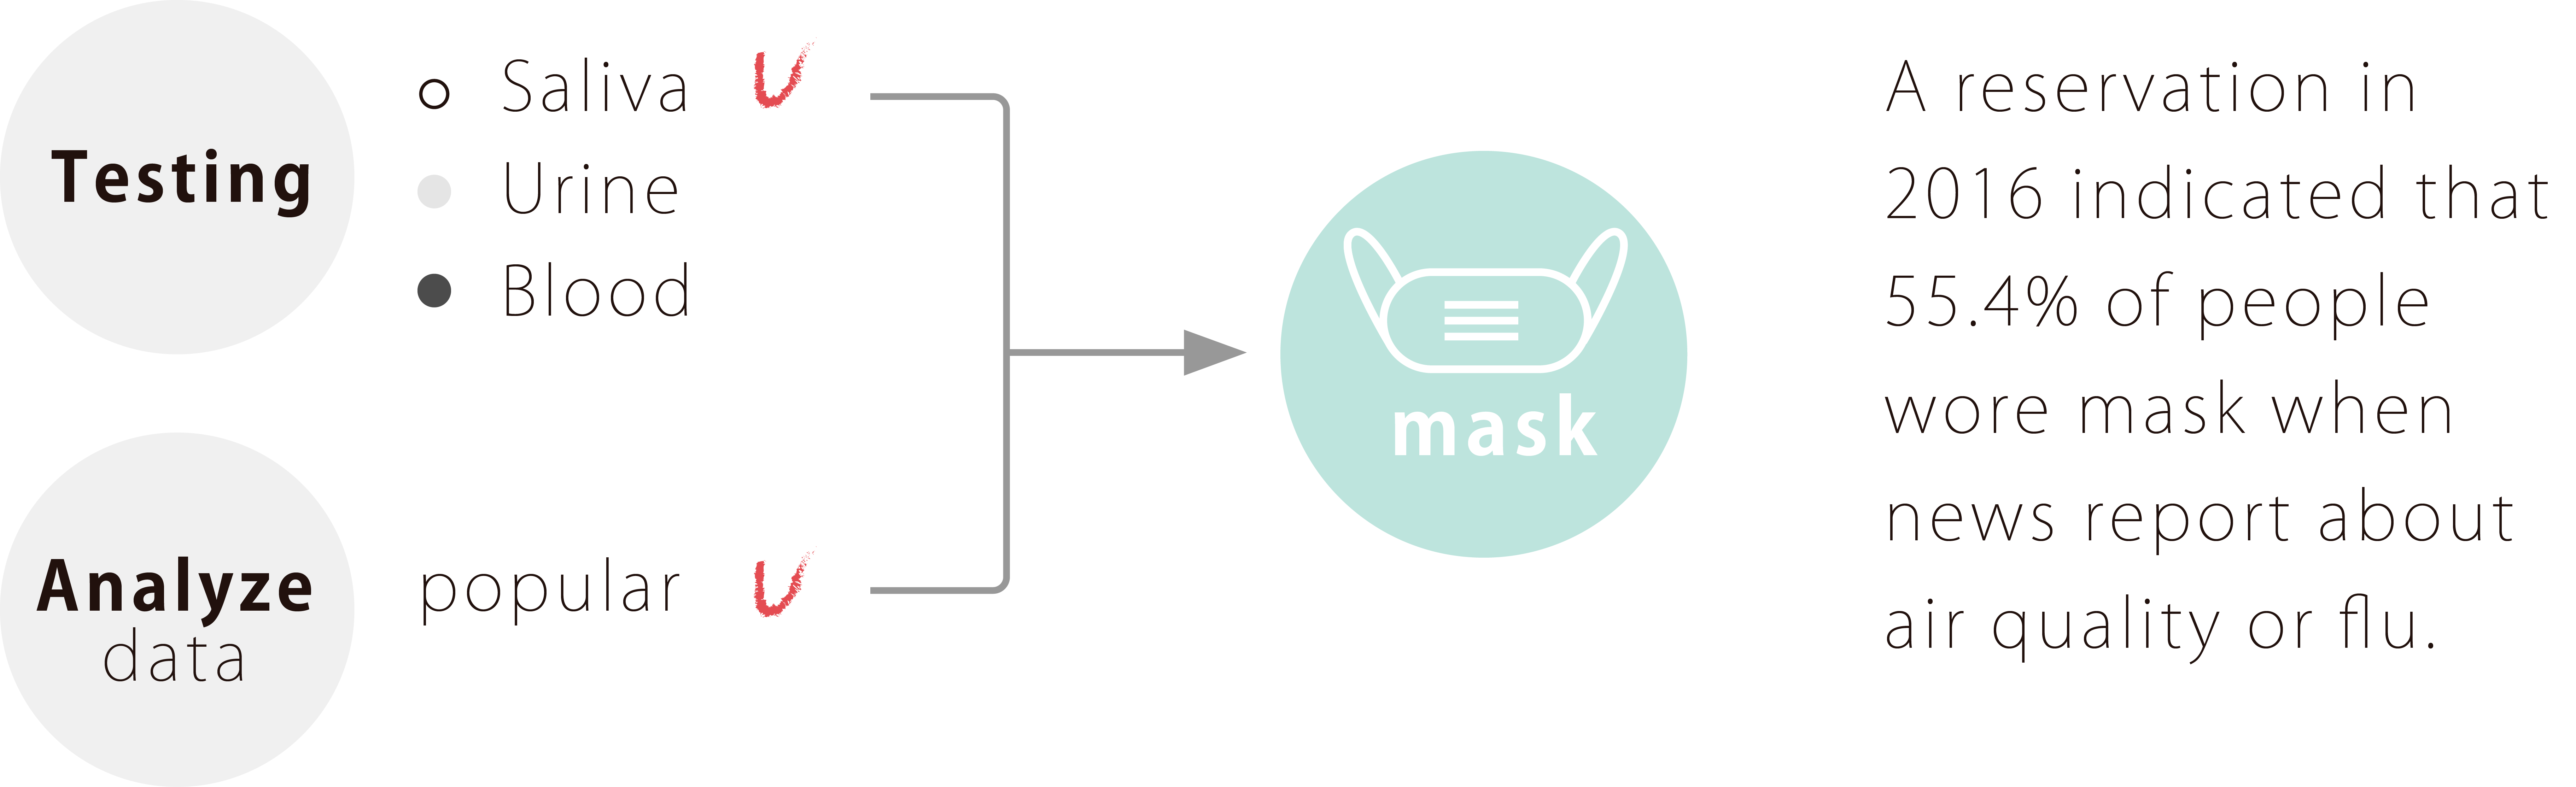 Testing
Saliva
Urine
Blood
Analyze
data
popular
mask
A reservation in
2016 indicated that
55.4% of people
wore mask when
news report about
air quality or flu.